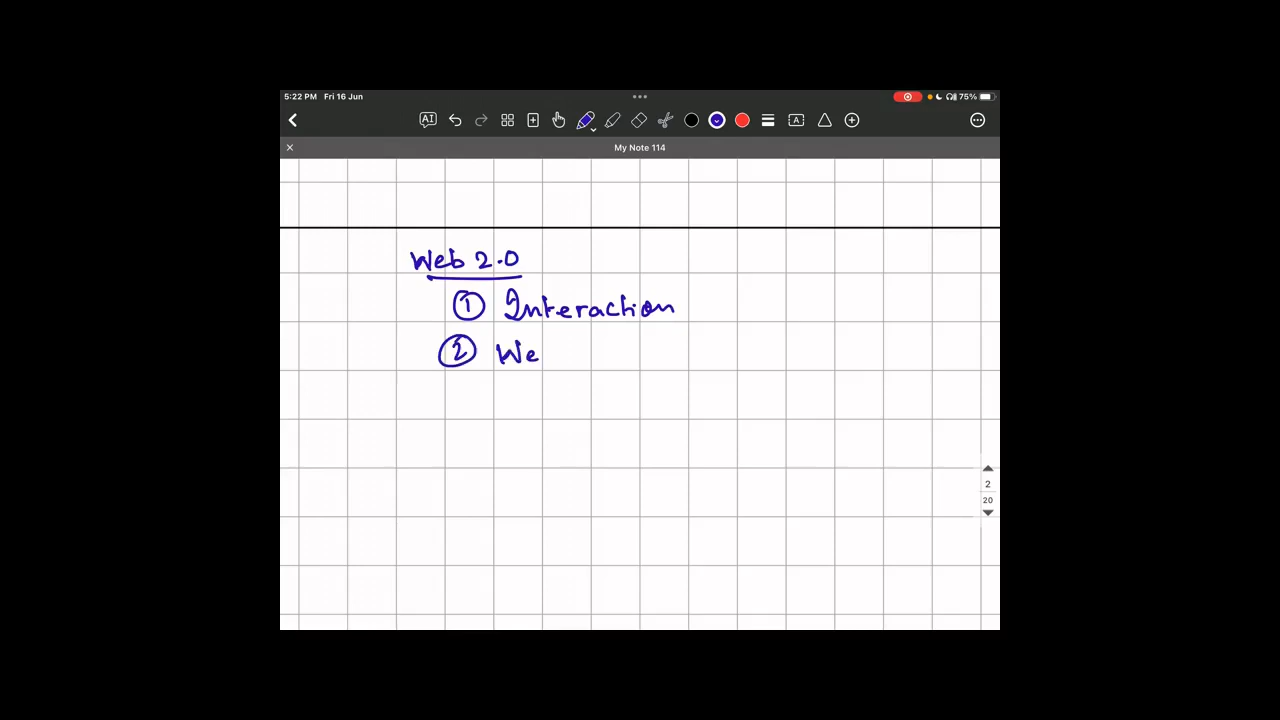 5:22 PM Fri 16 Jun
75%
AI
A
My Note 114
Web 2.0
① Interaction
② We
2
20